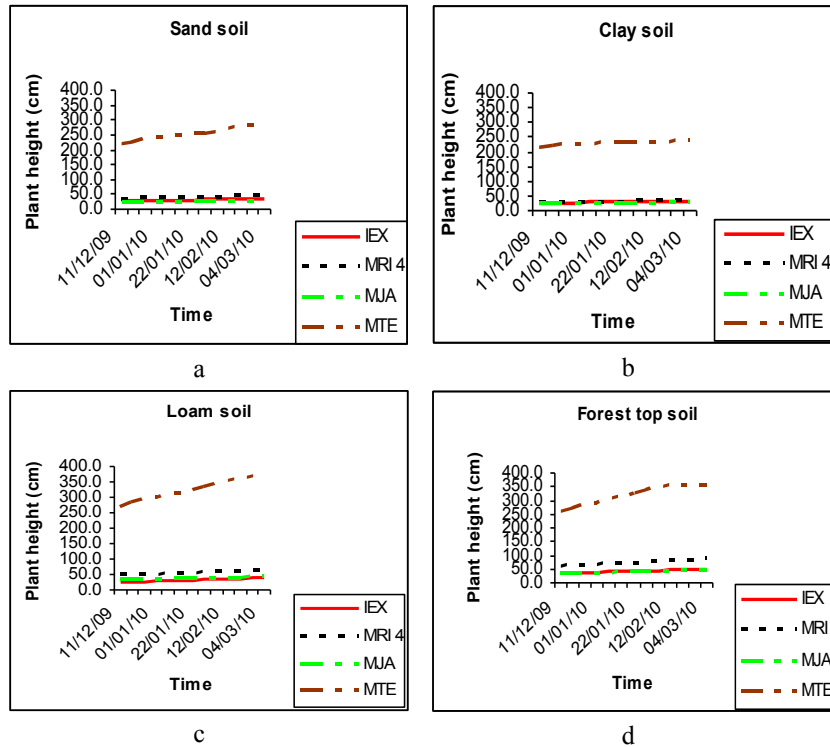 Sand soil
Plant height (cm)
400.0
350.0
300.0
250.0
200.0
150.0
100.0
50.0
0.0
11/12/09
01/01/10
22/01/10
12/02/10
04/03/10
Time
IEX
MRI 4
MJA
MTE
a
Clay soil
Plant height (cm)
400.0
350.0
300.0
250.0
200.0
150.0
100.0
50.0
0.0
11/12/09
01/01/10
22/01/10
12/02/10
04/03/10
Time
IEX
MRI 4
MJA
MTE
b
Loam soil
Plant height (cm)
400.0
350.0
300.0
250.0
200.0
150.0
100.0
50.0
0.0
11/12/09
01/01/10
22/01/10
12/02/10
04/03/10
Time
IEX
MRI 4
MJA
MTE
c
Forest top soil
Plant height (cm)
400.0
350.0
300.0
250.0
200.0
150.0
100.0
50.0
0.0
11/12/09
01/01/10
22/01/10
12/02/10
04/03/10
Time
IEX
MRI
MJA
MTE
d